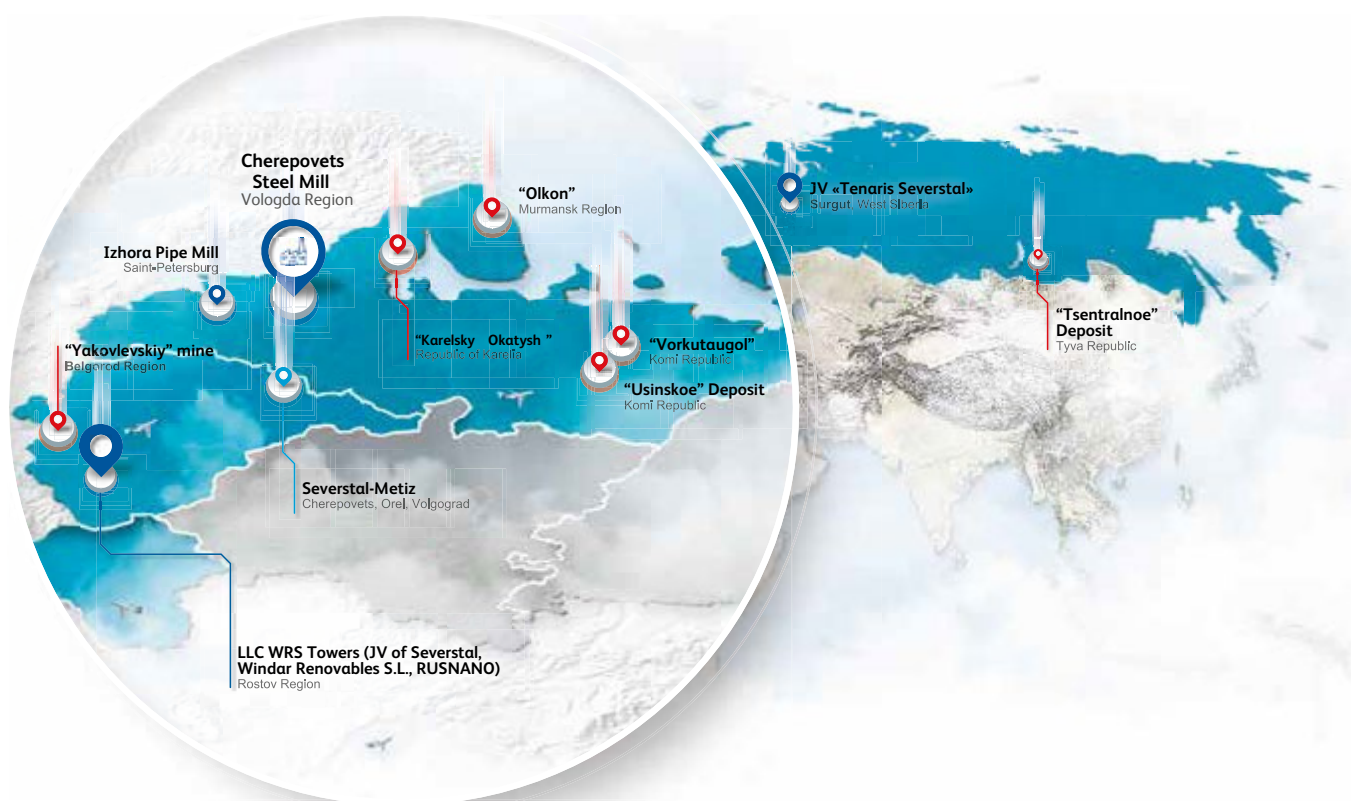 Cherepovets
Steel Mill
Vologda Region
"Olkon"
Murmansk Region
JV «Tenaris Severstal»
Surgut, West Siberia
Izhora Pipe Mill
Saint-Petersburg
"Tsentralnoe"
Deposit
Tyva Republic
"Yakovlevskiy" mine
Belgorod Region
"Karelsky Okatysh "
Republic of Karelia
"Vorkutaugol"
Komi Republic
"Usinskoe" Deposit
Komi Republic
Severstal-Metiz
Cherepovets, Orel, Volgograd
LLC WRS Towers (JV of Severstal,
Windar Renovables S.L., RUSNANO)
Rostov Region